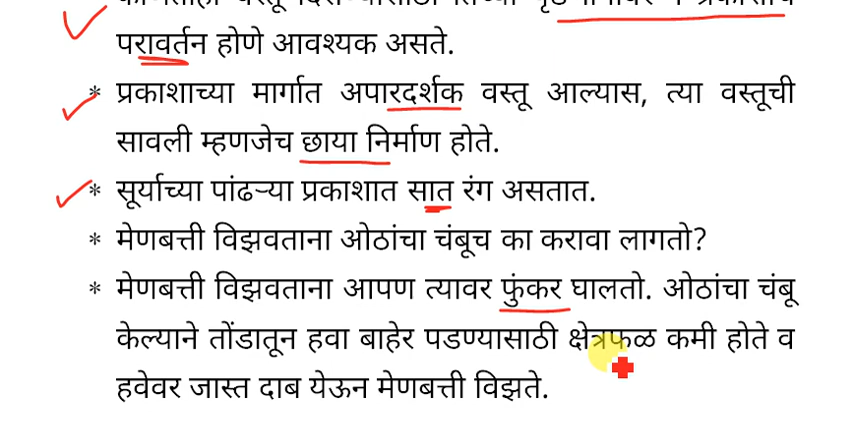 परावर्तन होणे आवश्यक असते.
* प्रकाशाच्या मार्गात अपारदर्शक वस्तू आल्यास, त्या वस्तूची
सावली म्हणजेच छाया निर्माण होते.
* सूर्याच्या पांढऱ्या प्रकाशात सात रंग असतात.
* मेणबत्ती विझवताना ओठांचा चंबूच का करावा लागतो?
* मेणबत्ती विझवताना आपण त्यावर फुंकर घालतो. ओठांचा चंबू
केल्याने तोंडातून हवा बाहेर पडण्यासाठी क्षेत्रफळ कमी होते व
हवेवर जास्त दाब येऊन मेणबत्ती विझते.